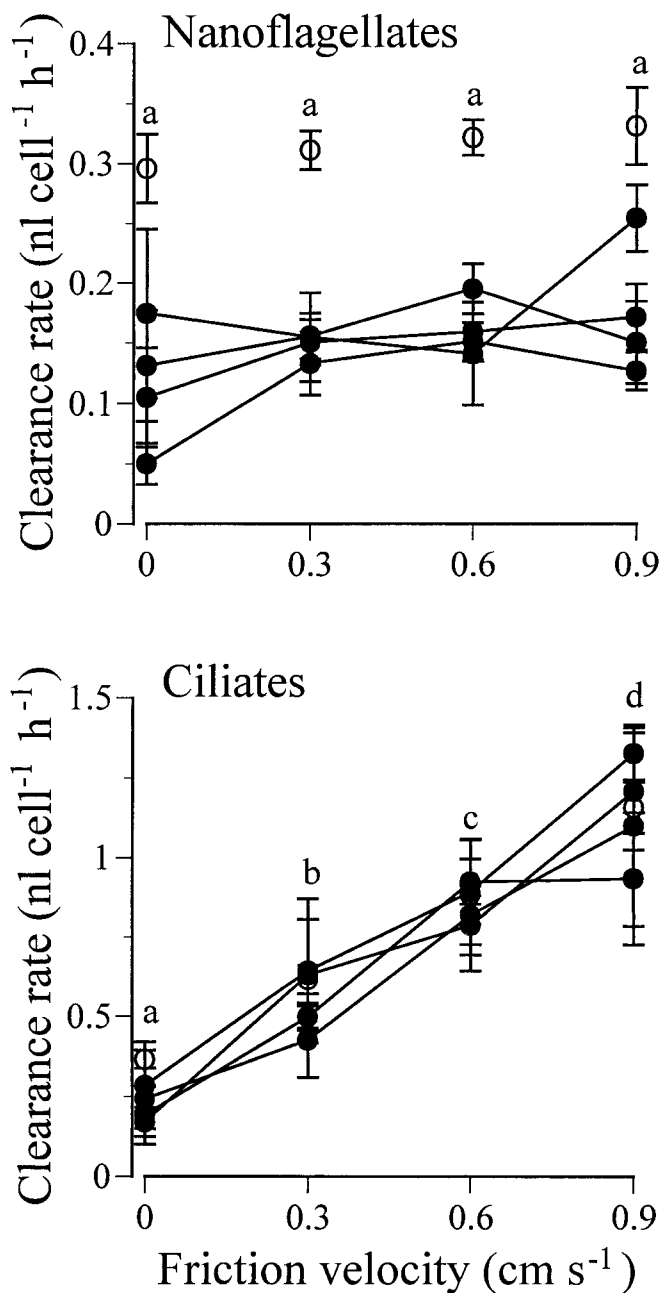 Nanoflagellates
Clearance rate (nl cell⁻¹ h⁻¹)
0.4
0.3
0.2
0.1
0
a a a a
0 0.3 0.6 0.9
Ciliates
Clearance rate (nl cell⁻¹ h⁻¹)
1.5
1
0.5
0
a b c d
0 0.3 0.6 0.9
Friction velocity (cm s⁻¹)